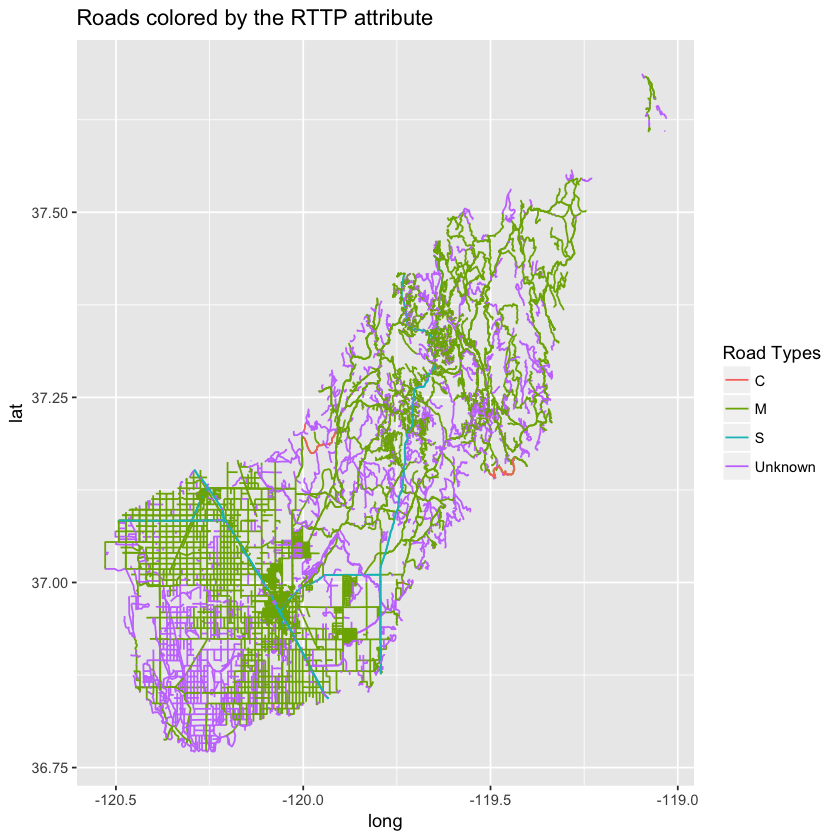 Roads colored by the RTTP attribute
37.50
37.25
37.00
36.75
lat
-120.5
-120.0
-119.5
-119.0
long
Road Types
C
M
S
Unknown